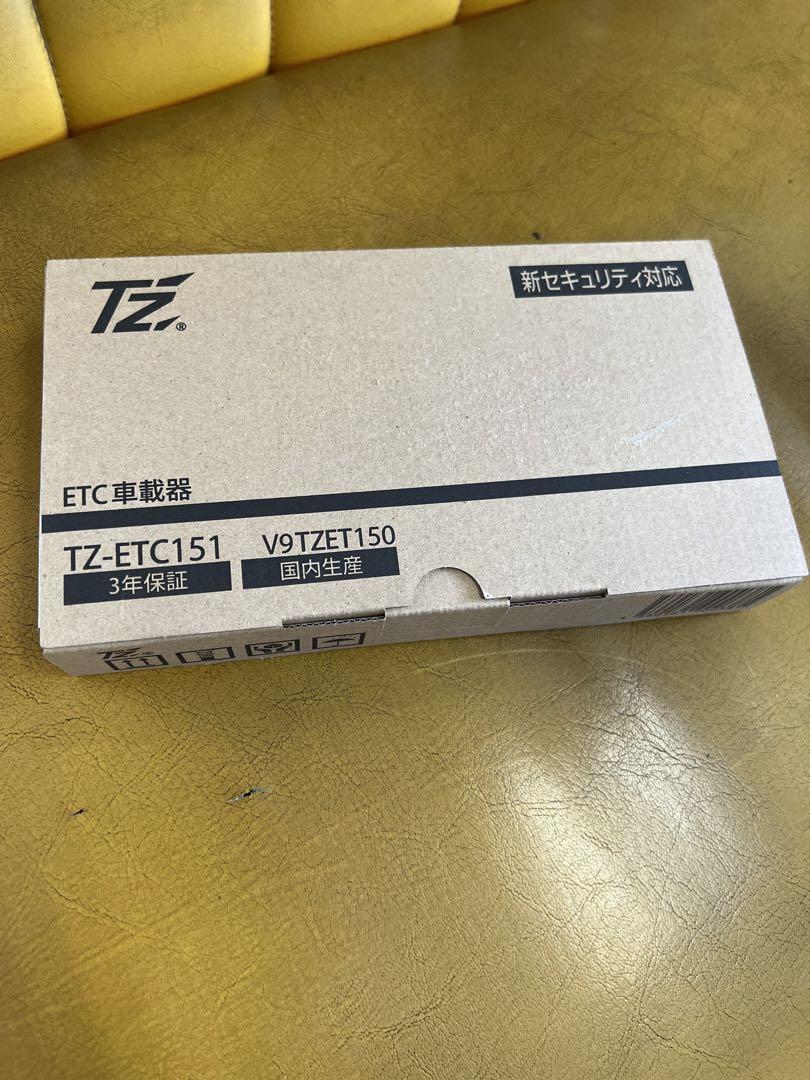 TZ®
新セキュリティ対応
ETC車載器
TZ-ETC151 V9TZET150
3年保証 国内生産
TZ®